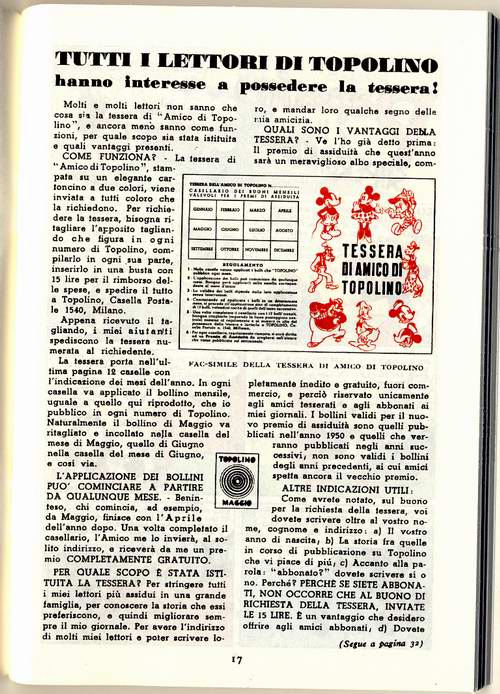 TUTTI I LETTORI DI TOPOLINO
hanno interesse a possedere la tessera!
Molti e molti lettori non sanno che
cosa sia la tessera di "Amico di Topo-
lino", e ancora meno sanno come fun-
zioni, per quale scopo sia stata istituita
e quali vantaggi presenti.
COME FUNZIONA? - La tessera di
"Amico di Topolino", stam-
pata su un elegante car-
toncino a due colori, viene
inviata a tutti coloro che
la richiedono. Per richie-
dere la tessera, bisogna ri-
tagliare l'apposito taglian-
do che figura in ogni
numero di Topolino, com-
pilarlo in ogni sua parte,
inserirlo in una busta con
15 lire per il rimborso del-
le spese, e spedire il tutto
a Topolino, Casella Posta-
le 1540, Milano.
Appena ricevuto il ta-
gliando, i miei aiutanti
spediscono la tessera nu-
merata al richiedente.
La tessera porta nell'ul-
tima pagina 12 caselle con
l'indicazione dei mesi dell'anno. In ogni
casella va applicato il bollino mensile,
uguale a quello qui riprodotto, che io
pubblico in ogni numero di Topolino.
Naturalmente il bollino di Maggio va
ritagliato e incollato nella casella del
mese di Maggio, quello di Giugno
nella casella del mese di Giugno,
e così via.
L'APPLICAZIONE DEI BOLLINI
PUO' COMINCIARE A PARTIRE
DA QUALUNQUE MESE. - Benin-
teso, chi comincia, ad esempio,
da Maggio, finisce con l'Aprile
dell'anno dopo. Una volta completato il
casellario, l'Amico me lo invierà, al so-
lito indirizzo, e riceverà da me un pre-
mio COMPLETAMENTE GRATUITO.
PER QUALE SCOPO È STATA ISTI-
TUITA LA TESSERA? Per stringere tutti
i miei lettori più assidui in una grande
famiglia, per conoscere la storia che essi
preferiscono, e quindi migliorare sem-
pre il mio giornale. Per avere l'indirizzo
di molti miei lettori e poter scrivere lo-
ro, e mandar loro qualche segno della
mia amicizia.
QUALI SONO I VANTAGGI DELLA
TESSERA? - Ve l'ho già detto prima:
Il premio di assiduità che quest'anno
sarà un meraviglioso albo speciale, com-
TESSERA DELL'AMICO DI TOPOLINO N.
CASELLARIO DEI BUONI MENSILI
VALEVOLI PER I PREMI DI ASSIDUITÀ
GENNAIO FEBBRAIO MARZO APRILE
MAGGIO GIUGNO LUGLIO AGOSTO
SETTEMBRE OTTOBRE NOVEMBRE DICEMBRE
REGOLAMENTO
TESSERA
DI AMICO DI
TOPOLINO
FAC-SIMILE DELLA TESSERA DI AMICO DI TOPOLINO
pletamente inedito e gratuito, fuori com-
mercio, e perciò riservato unicamente
agli amici tesserati e agli abbonati ai
miei giornali. I bollini validi per il nuo-
vo premio di assiduità sono quelli pub-
blicati nell'anno 1950 e quelli che ver-
ranno pubblicati negli anni suc-
cessivi; non sono validi i bollini
degli anni precedenti, ai cui amici
spetta ancora il vecchio premio.
TOPOLINO
MAGGIO
ALTRE INDICAZIONI UTILI:
Come avrete notato, sul buono
per la richiesta della tessera, voi
dovete scrivere oltre al vostro no-
me, cognome e indirizzo: a) Il vostro
anno di nascita; b) La storia fra quelle
in corso di pubblicazione su Topolino
che vi piace di più; c) Accanto alla pa-
rola: "abbonato?" dovete scrivere si o
no. Perché? PERCHÈ SE SIETE ABBONA-
TI, NON OCCORRE CHE AL BUONO DI
RICHIESTA DELLA TESSERA, INVIATE
LE 15 LIRE. È un vantaggio che desidero
offrire agli amici abbonati; d) Dovete
(Segue a pagina 32)
17